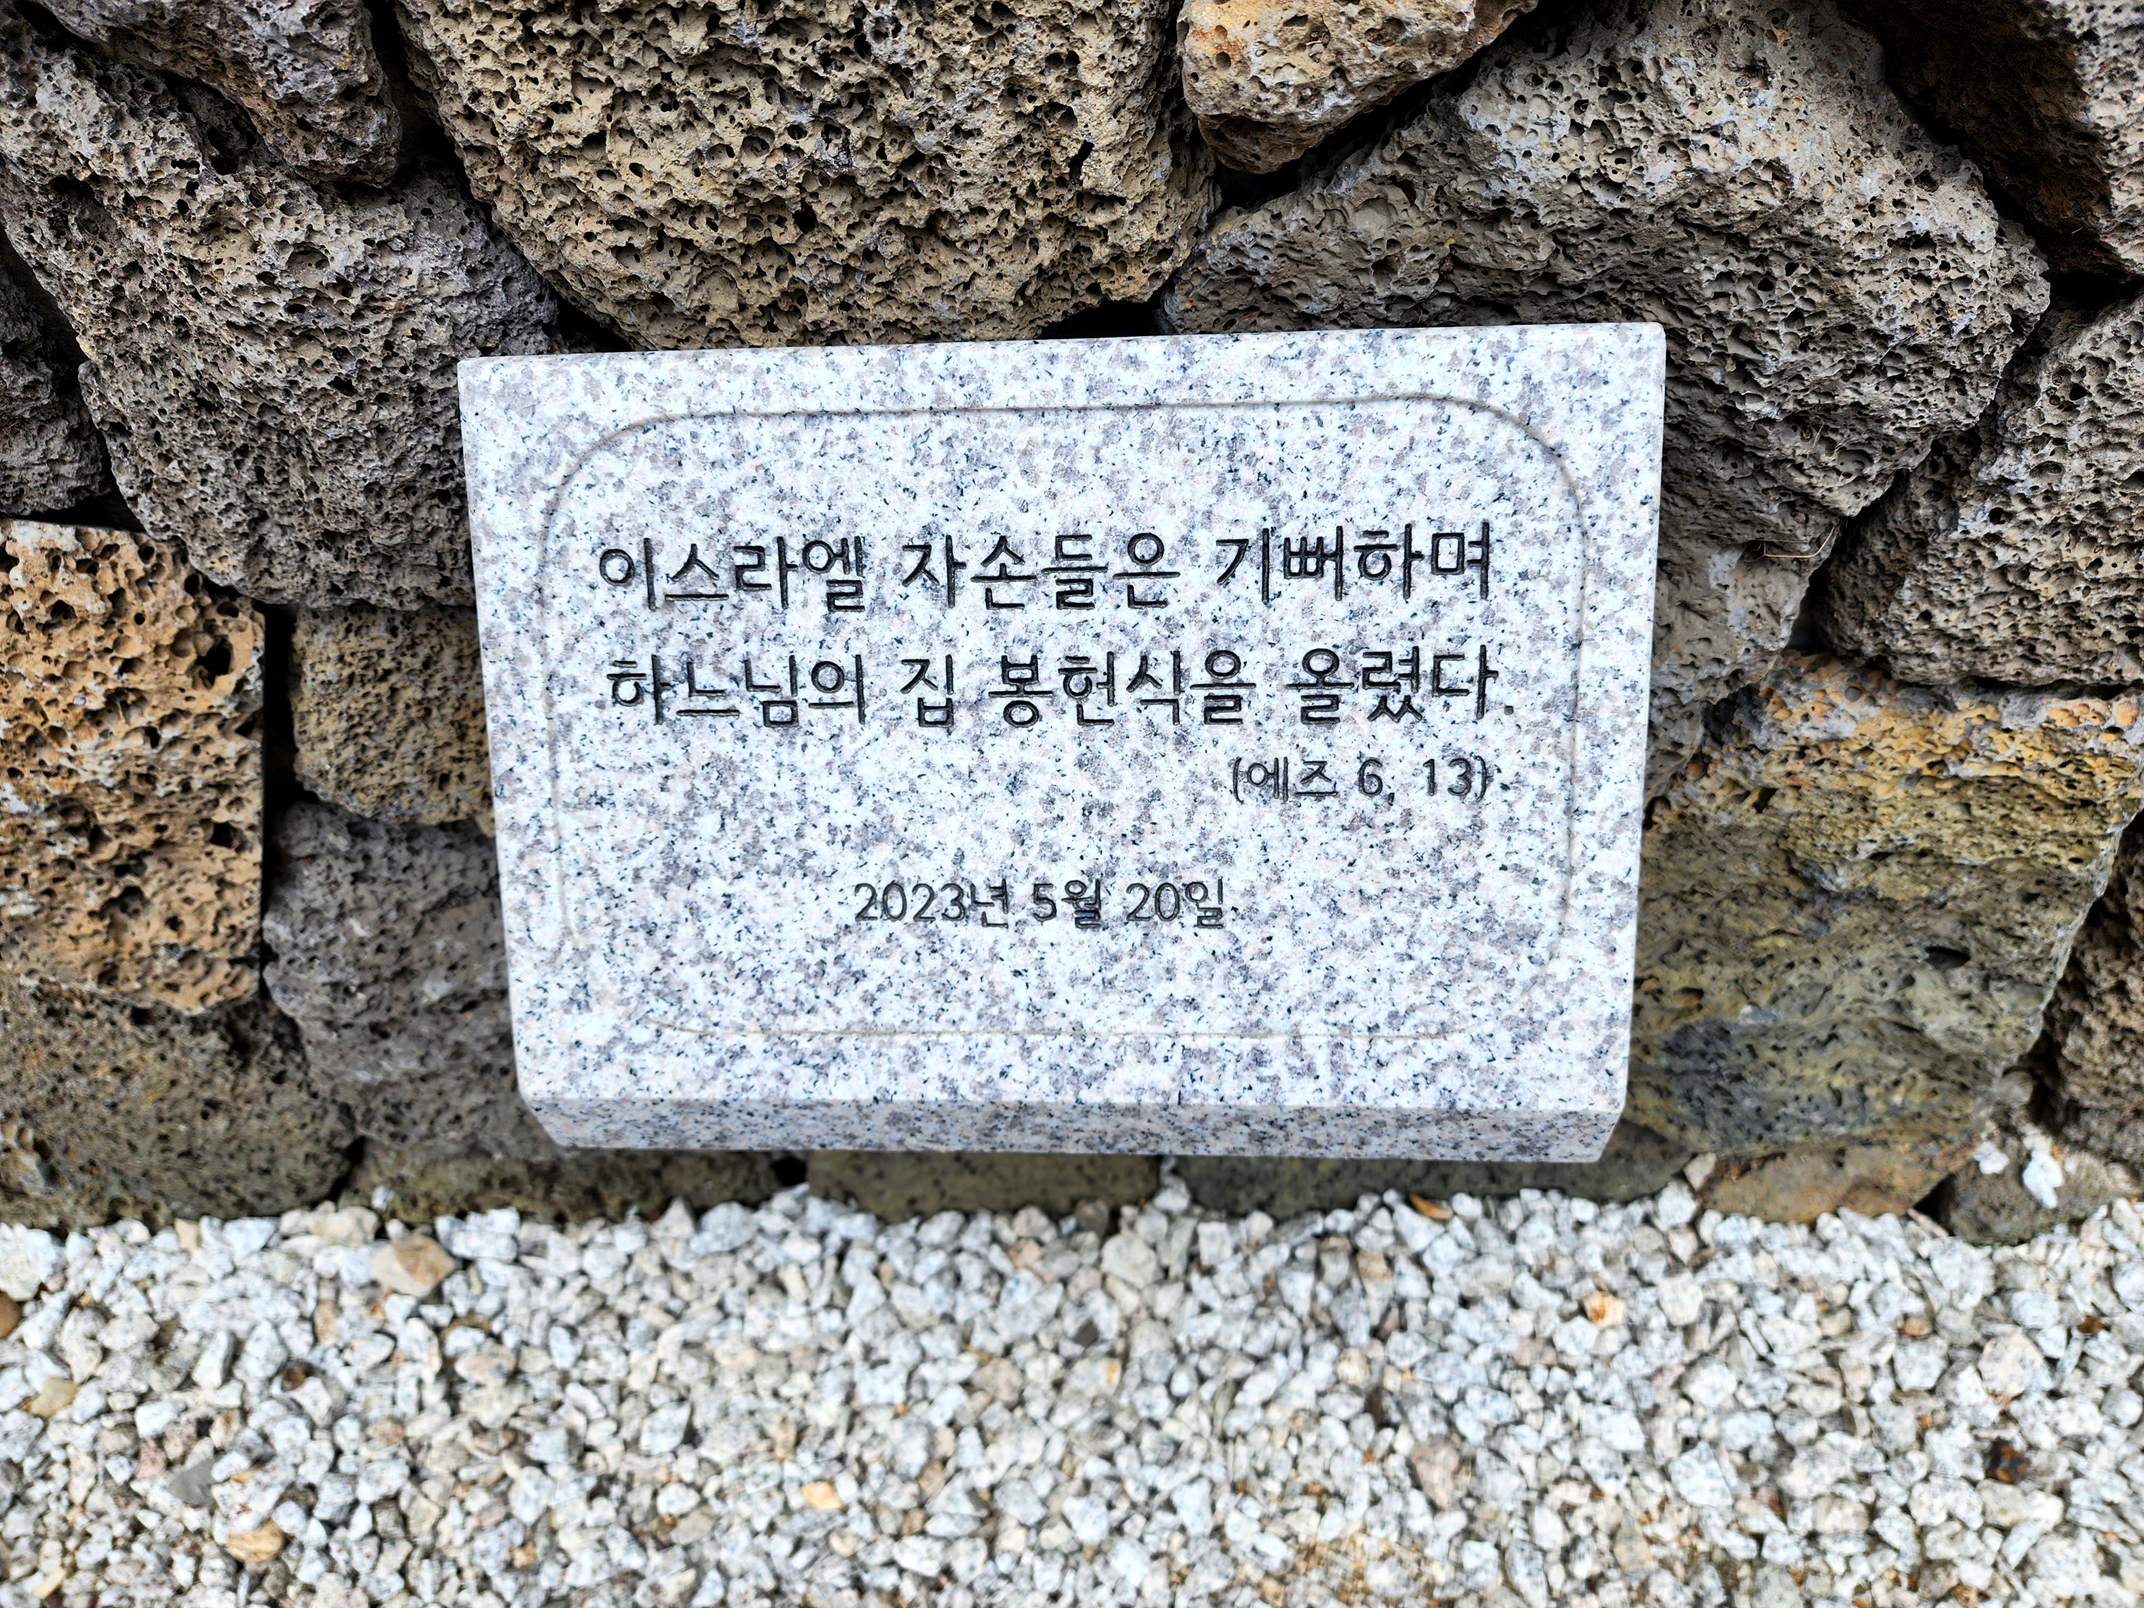 이스라엘 자손들은 기뻐하며
하느님의 집 봉헌식을 올렸다.
(에즈 6, 13)
2023년 5월 20일